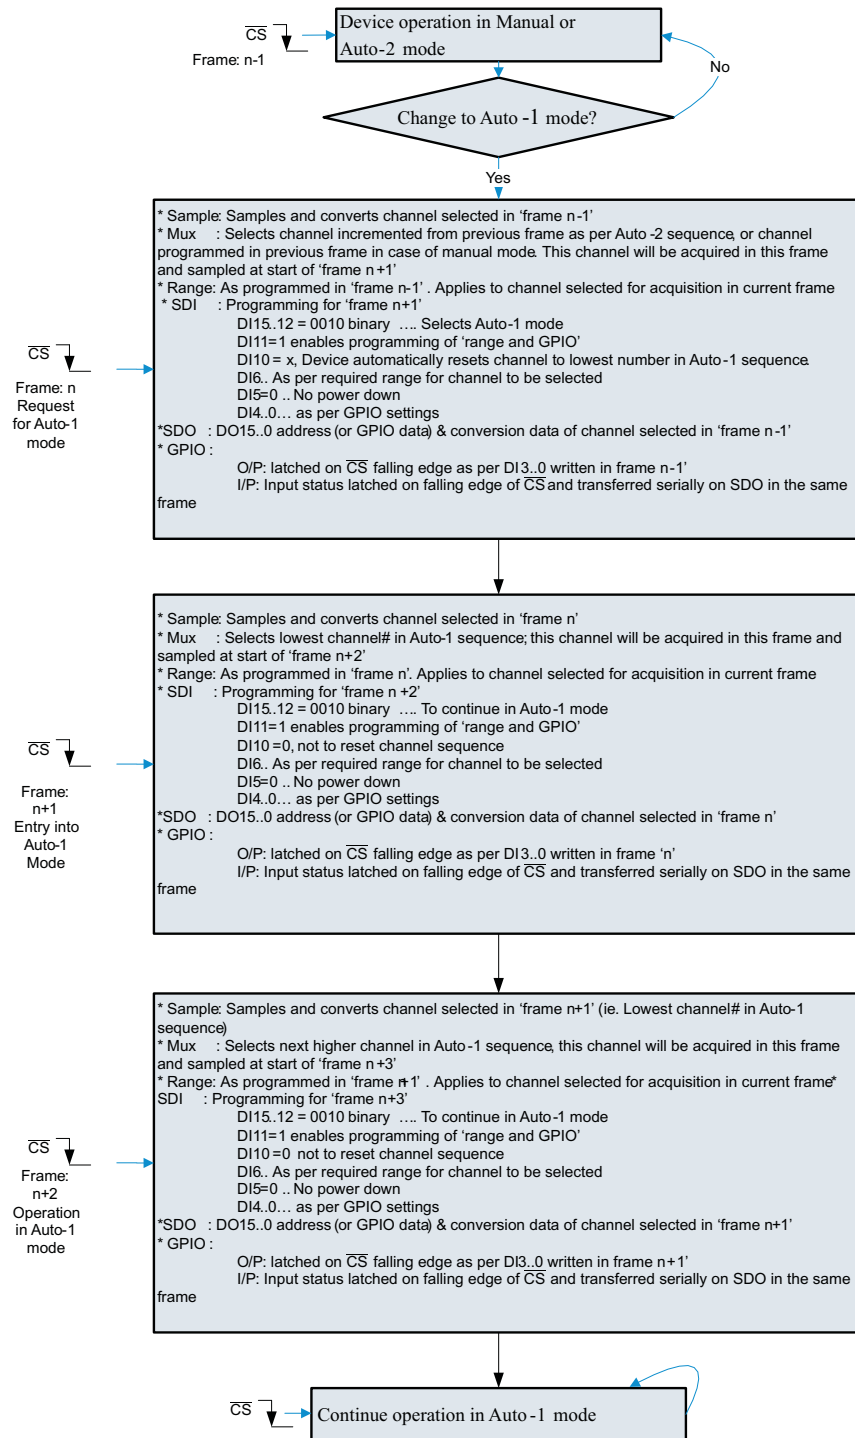 Device operation in Manual or
Auto-2 mode
CS
Frame: n-1
No
Change to Auto -1 mode?
Yes
* Sample: Samples and converts channel selected in ‘frame n-1’
* Mux : Selects channel incremented from previous frame as per Auto -2 sequence, or channel
programmed in previous frame in case of manual mode. This channel will be acquired in this frame
and sampled at start of ‘frame n+1’
* Range: As programmed in ‘frame n-1’ . Applies to channel selected for acquisition in current frame
* SDI : Programming for ‘frame n+1’
DI15..12 = 0010 binary .... Selects Auto-1 mode
DI11=1 enables programming of ‘range and GPIO’
DI10 = x, Device automatically resets channel to lowest number in Auto-1 sequence.
DI6.. As per required range for channel to be selected
DI5=0 .. No power down
DI4..0... as per GPIO settings
*SDO : DO15..0 address (or GPIO data) & conversion data of channel selected in ‘frame n-1’
* GPIO :
O/P: latched on CS falling edge as per DI3..0 written in frame n-1’
I/P: Input status latched on falling edge of CS and transferred serially on SDO in the same
frame
CS
Frame: n
Request
for Auto-1
mode
* Sample: Samples and converts channel selected in ‘frame n’
* Mux : Selects lowest channel# in Auto-1 sequence; this channel will be acquired in this frame and
sampled at start of ‘frame n+2’
* Range: As programmed in ‘frame n’. Applies to channel selected for acquisition in current frame
* SDI : Programming for ‘frame n +2’
DI15..12 = 0010 binary .... To continue in Auto-1 mode
DI11=1 enables programming of ‘range and GPIO’
DI10 =0, not to reset channel sequence
DI6.. As per required range for channel to be selected
DI5=0 .. No power down
DI4..0... as per GPIO settings
*SDO : DO15..0 address (or GPIO data) & conversion data of channel selected in ‘frame n’
* GPIO :
O/P: latched on CS falling edge as per DI3..0 written in frame ‘n’
I/P: Input status latched on falling edge of CS and transferred serially on SDO in the same
frame
CS
Frame:
n+1
Entry into
Auto-1
Mode
* Sample: Samples and converts channel selected in ‘frame n+1’ (ie. Lowest channel# in Auto-1
sequence)
* Mux : Selects next higher channel in Auto-1 sequence, this channel will be acquired in this frame
and sampled at start of ‘frame n+3’
* Range: As programmed in ‘frame n+1’ . Applies to channel selected for acquisition in current frame*
SDI : Programming for ‘frame n+3’
DI15..12 = 0010 binary .... To continue in Auto-1 mode
DI11=1 enables programming of ‘range and GPIO’
DI10 =0 not to reset channel sequence
DI6.. As per required range for channel to be selected
DI5=0 .. No power down
DI4..0... as per GPIO settings
*SDO : DO15..0 address (or GPIO data) & conversion data of channel selected in ‘frame n+1’
* GPIO :
O/P: latched on CS falling edge as per DI3..0 written in frame n+1’
I/P: Input status latched on falling edge of CS and transferred serially on SDO in the same
frame
CS
Frame:
n+2
Operation
in Auto-1
mode
CS
Continue operation in Auto -1 mode